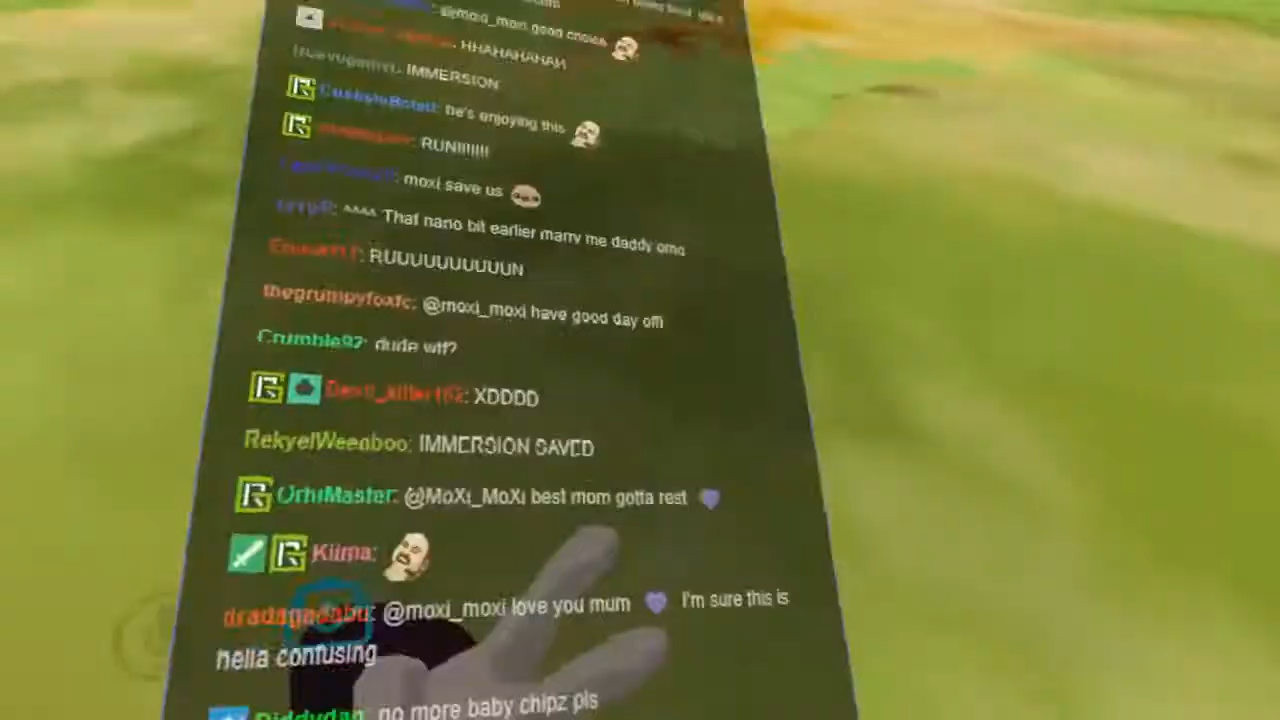 @moxi_moxi good choice
HHAHAHAHAH
IMMERSION
he's enjoying this
RUN!!!!!!
moxi save us
^^^^ That nano bit earlier marry me daddy omg
RUUUUUUUUUUN
thegrumpyfoxfc: @moxi_moxi have good day off!
Crumble92: dude wtf?
Devil_killer162: XDDDD
RekyelWeeaboo: IMMERSION SAVED
UrhiMaster: @MoXi_MoXi best mom gotta rest
Kiima:
@moxi_moxi love you mum I'm sure this is
hella confusing
no more baby chipz pls